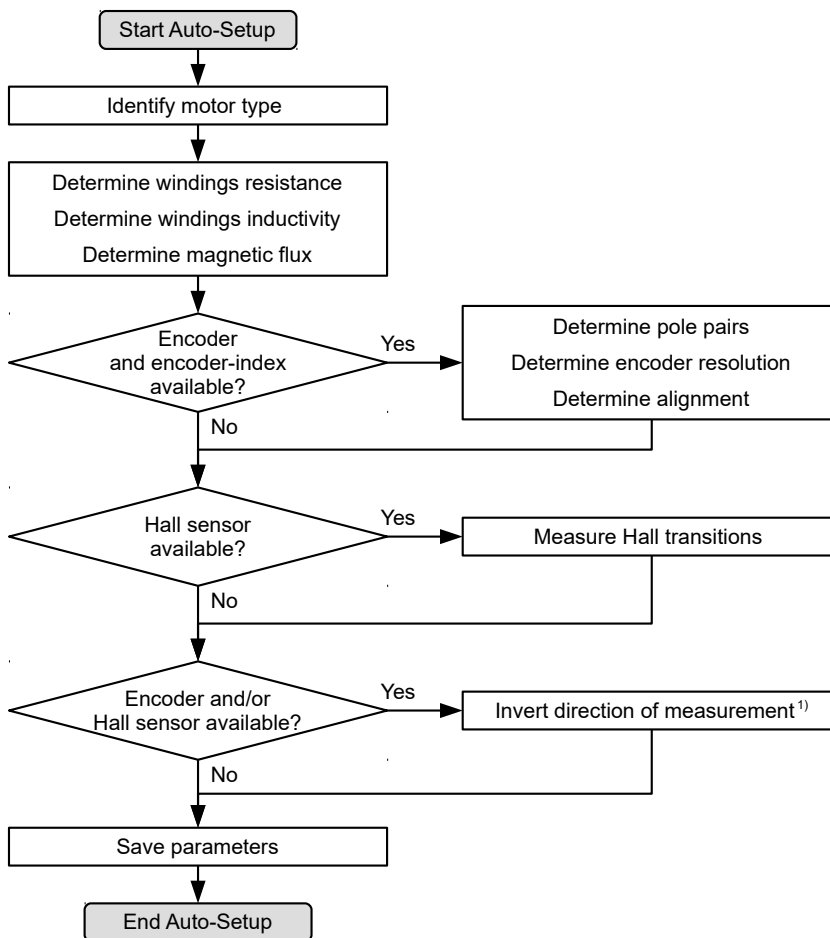 Start Auto-Setup
Identify motor type
Determine windings resistance
Determine windings inductivity
Determine magnetic flux
Encoder
and encoder-index
available?
Yes
Determine pole pairs
Determine encoder resolution
Determine alignment
No
Hall sensor
available?
Yes
Measure Hall transitions
No
Encoder and/or
Hall sensor available?
Yes
Invert direction of measurement 1)
No
Save parameters
End Auto-Setup